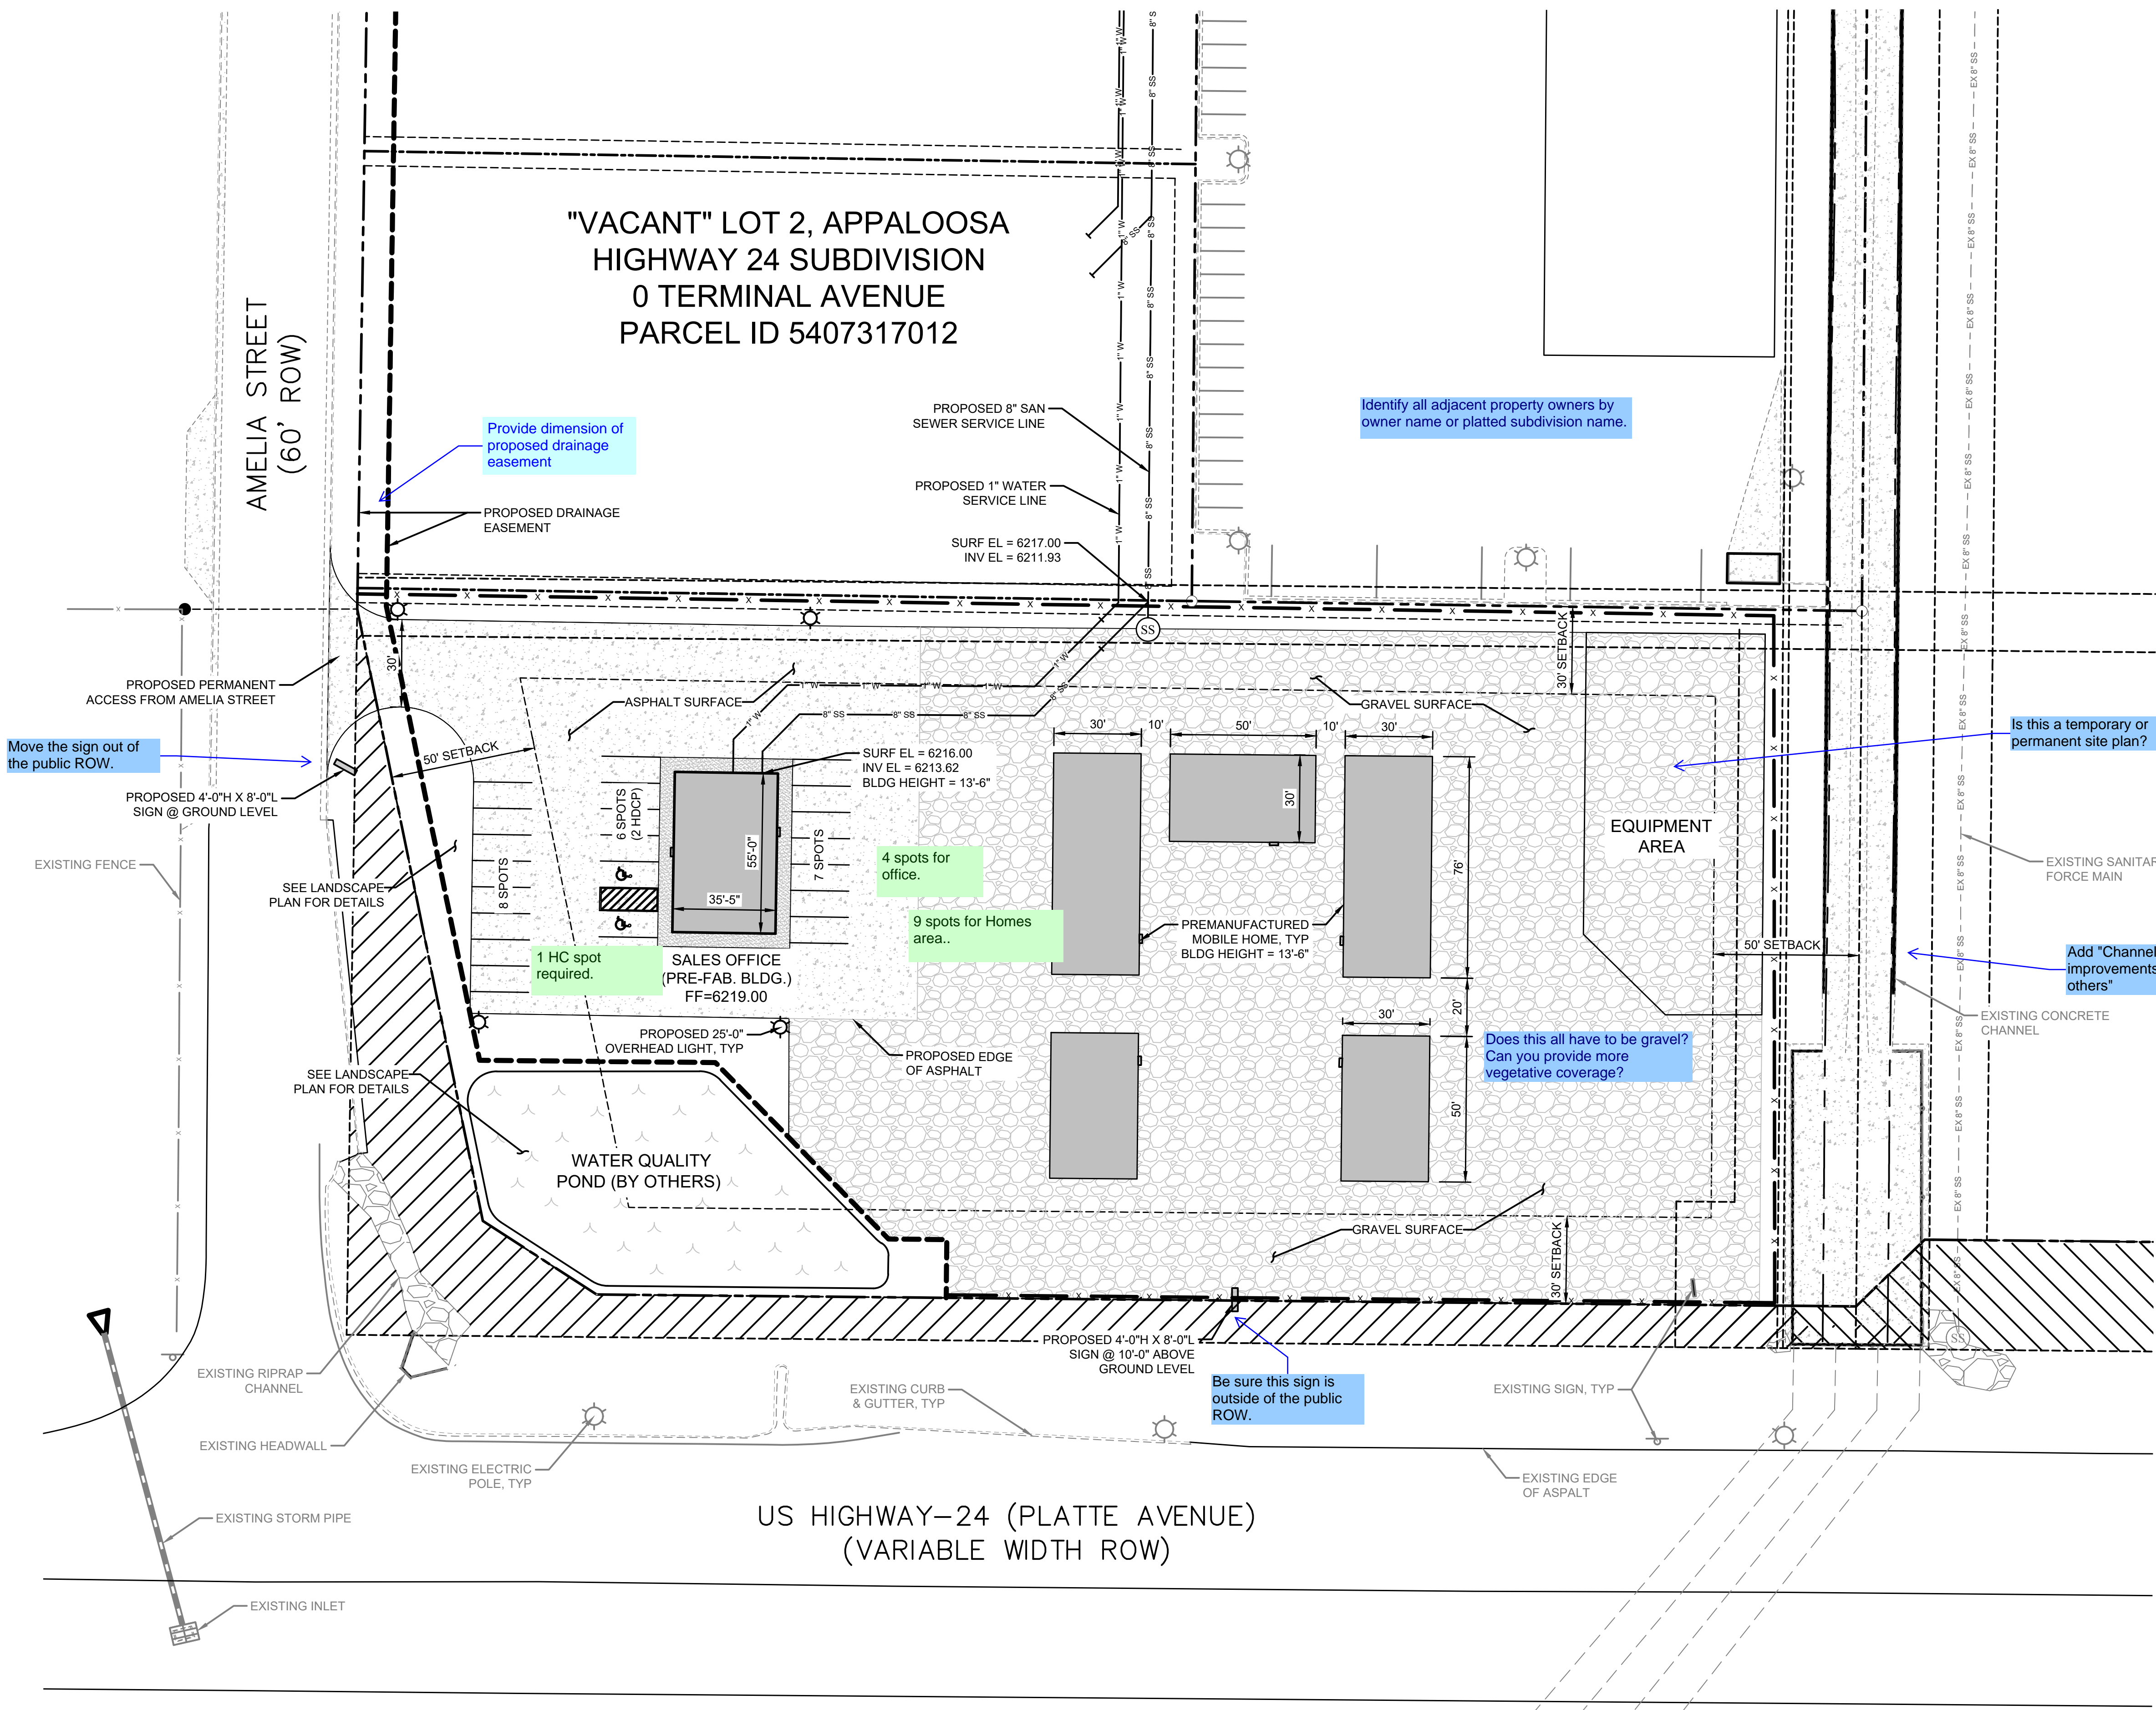 "VACANT" LOT 2, APPALOOSA
HIGHWAY 24 SUBDIVISION
0 TERMINAL AVENUE
PARCEL ID 5407317012
AMELIA STREET
(60' ROW)
Provide dimension of
proposed drainage
easement
PROPOSED DRAINAGE
EASEMENT
PROPOSED 8" SAN
SEWER SERVICE LINE
PROPOSED 1" WATER
SERVICE LINE
SURF EL = 6217.00
INV EL = 6211.93
Identify all adjacent property owners by
owner name or platted subdivision name.
1" W
8" SS
EX 8" SS
SS
30'
30' SETBACK
PROPOSED PERMANENT
ACCESS FROM AMELIA STREET
ASPHALT SURFACE
GRAVEL SURFACE
Move the sign out of
the public ROW.
50' SETBACK
PROPOSED 4'-0"H X 8'-0"L
SIGN @ GROUND LEVEL
SURF EL = 6216.00
INV EL = 6213.62
BLDG HEIGHT = 13'-6"
30'
10'
50'
10'
30'
30'
Is this a temporary or
permanent site plan?
EXISTING FENCE
SEE LANDSCAPE
PLAN FOR DETAILS
8 SPOTS
6 SPOTS
(2 HDCP)
55'-0"
35'-5"
7 SPOTS
4 spots for
office.
9 spots for Homes
area..
76'
EQUIPMENT
AREA
EXISTING SANITAR
FORCE MAIN
PREMANUFACTURED
MOBILE HOME, TYP
BLDG HEIGHT = 13'-6"
50' SETBACK
Add "Channel
improvements
others"
1 HC spot
required.
SALES OFFICE
(PRE-FAB. BLDG.)
FF=6219.00
PROPOSED 25'-0"
OVERHEAD LIGHT, TYP
PROPOSED EDGE
OF ASPHALT
20'
30'
50'
Does this all have to be gravel?
Can you provide more
vegetative coverage?
EXISTING CONCRETE
CHANNEL
SEE LANDSCAPE
PLAN FOR DETAILS
WATER QUALITY
POND (BY OTHERS)
GRAVEL SURFACE
30' SETBACK
PROPOSED 4'-0"H X 8'-0"L
SIGN @ 10'-0" ABOVE
GROUND LEVEL
SS
Be sure this sign is
outside of the public
ROW.
EXISTING RIPRAP
CHANNEL
EXISTING CURB
& GUTTER, TYP
EXISTING SIGN, TYP
EXISTING HEADWALL
EXISTING ELECTRIC
POLE, TYP
EXISTING EDGE
OF ASPALT
EXISTING STORM PIPE
US HIGHWAY-24 (PLATTE AVENUE)
(VARIABLE WIDTH ROW)
EXISTING INLET